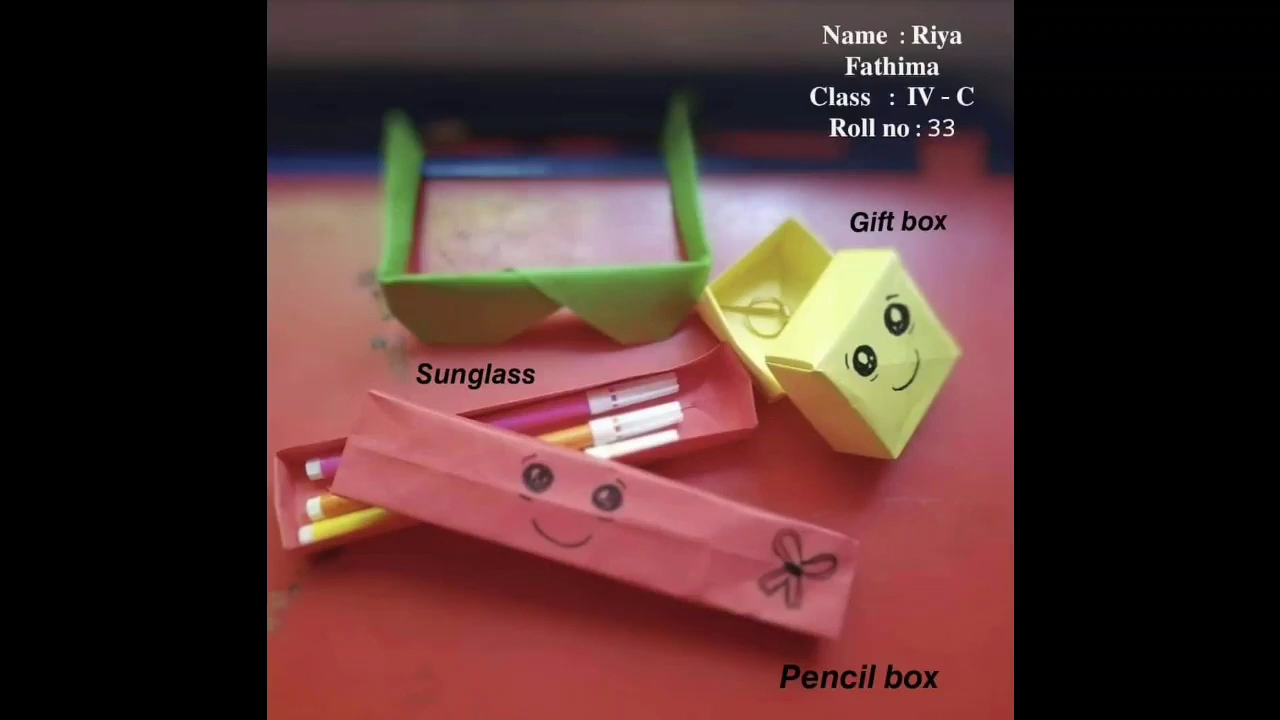 Name : Riya
Fathima
Class : IV - C
Roll no : 33
Gift box
Sunglass
Pencil box